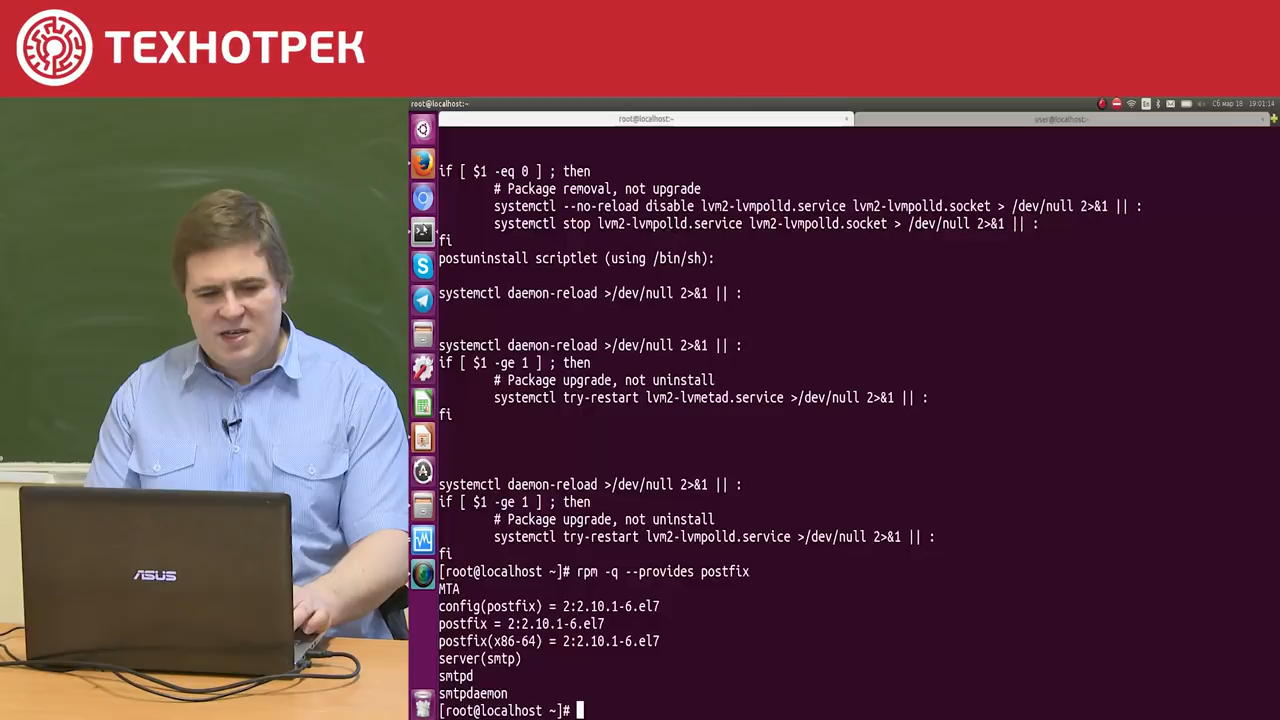 ТЕХНОТРЕК
root@localhost:~
Сб мар 18 19:01:14
root@localhost:~
user@localhost:~
if [ $1 -eq 0 ] ; then
# Package removal, not upgrade
systemctl --no-reload disable lvm2-lvmpolld.service lvm2-lvmpolld.socket > /dev/null 2>&1 || :
systemctl stop lvm2-lvmpolld.service lvm2-lvmpolld.socket > /dev/null 2>&1 || :
fi
postuninstall scriptlet (using /bin/sh):
systemctl daemon-reload >/dev/null 2>&1 || :
systemctl daemon-reload >/dev/null 2>&1 || :
if [ $1 -ge 1 ] ; then
# Package upgrade, not uninstall
systemctl try-restart lvm2-lvmetad.service >/dev/null 2>&1 || :
fi
systemctl daemon-reload >/dev/null 2>&1 || :
if [ $1 -ge 1 ] ; then
# Package upgrade, not uninstall
systemctl try-restart lvm2-lvmpolld.service >/dev/null 2>&1 || :
fi
[root@localhost ~]# rpm -q --provides postfix
MTA
config(postfix) = 2:2.10.1-6.el7
postfix = 2:2.10.1-6.el7
postfix(x86-64) = 2:2.10.1-6.el7
server(smtp)
smtpd
smtpdaemon
[root@localhost ~]#
ASUS